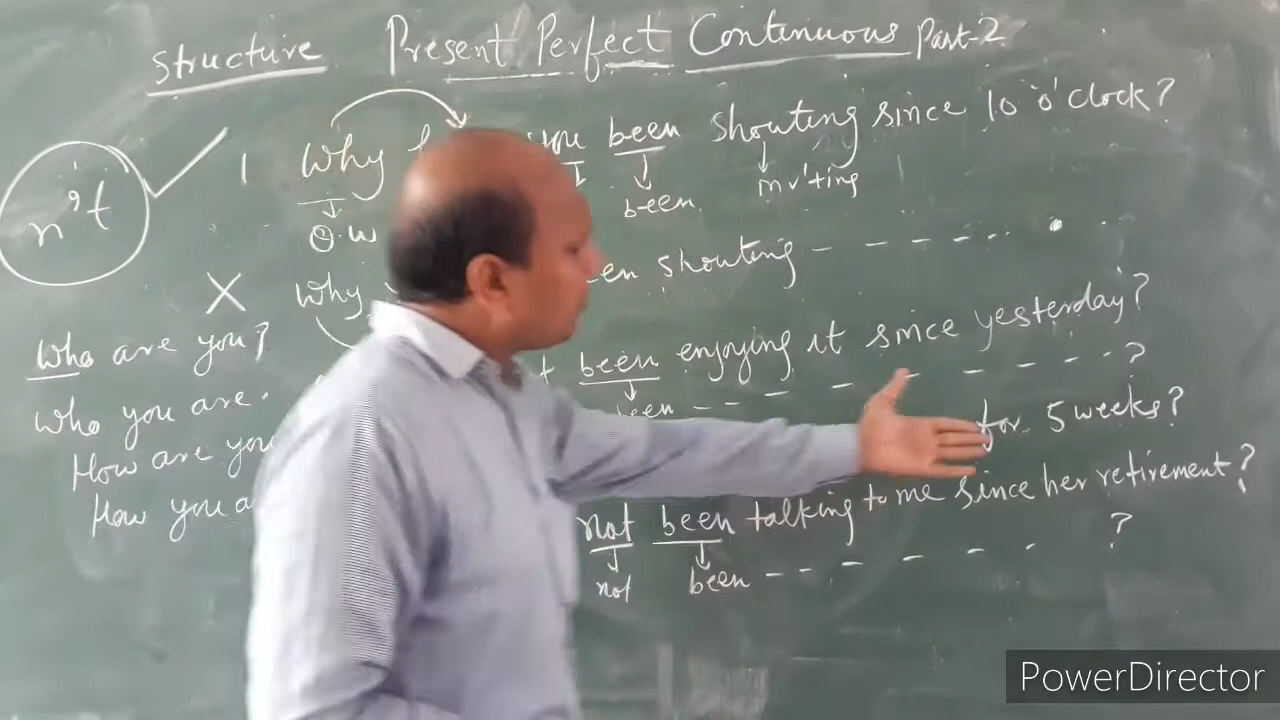 Structure Present Perfect Continuous Part-2
n't
1 Why you been shouting since 10 o'clock?
Q.W been mv'+ing
Why shouting - - - - -
Who are you? been enjoying it since yesterday?
Who you are. been - - - - - - - - ?
How are you for 5 weeks?
How you not been talking to me since her retirement?
not been - - - - - - ?
PowerDirector